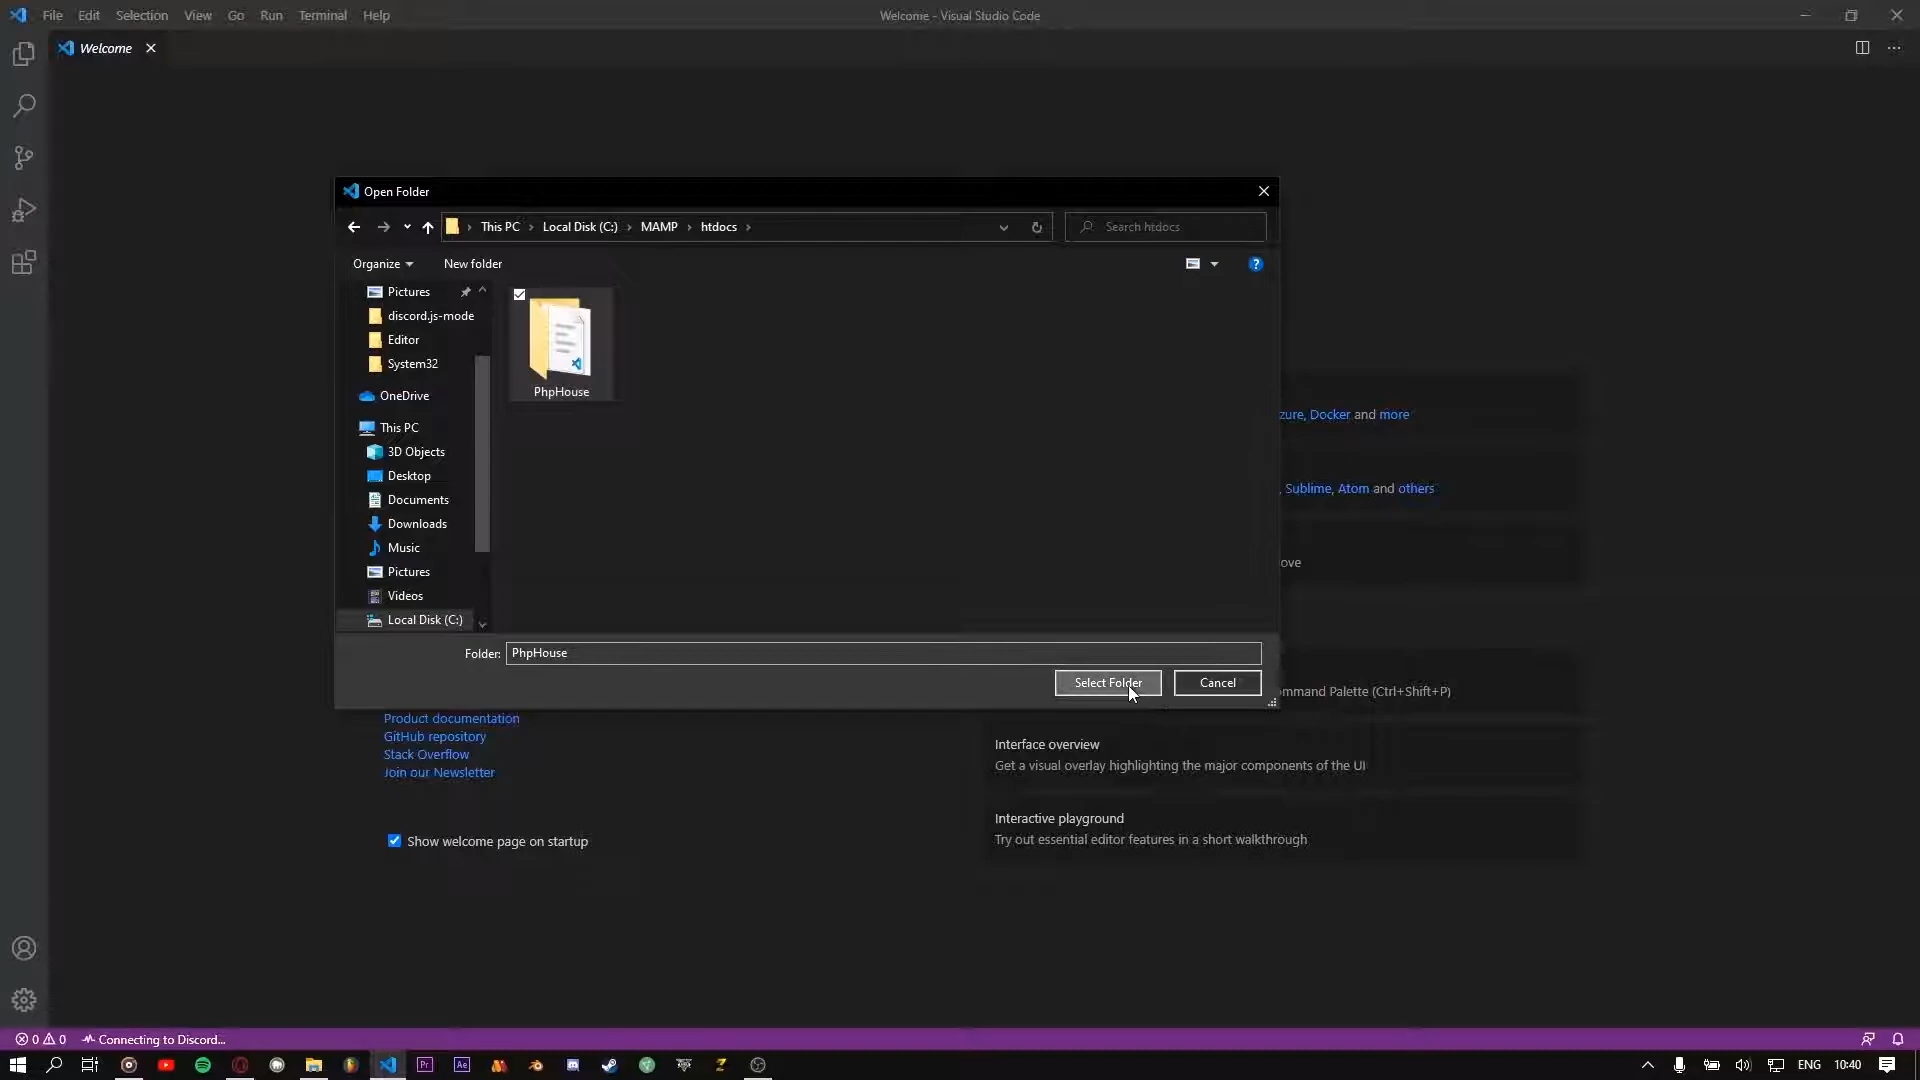 File Edit Selection View Go Run Terminal Help Welcome - Visual Studio Code
Welcome
Open Folder
This PC Local Disk (C:) MAMP htdocs Search htdocs
Organize New folder
Pictures
discord.js-mode
Editor
System32
OneDrive
This PC
3D Objects
Desktop
Documents
Downloads
Music
Pictures
Videos
Local Disk (C:)
PhpHouse
Folder: PhpHouse
Select Folder Cancel
zure, Docker and more
, Sublime, Atom and others
ove
ommand Palette (Ctrl+Shift+P)
Product documentation
GitHub repository
Stack Overflow
Join our Newsletter
Interface overview
Get a visual overlay highlighting the major components of the UI
Interactive playground
Try out essential editor features in a short walkthrough
Show welcome page on startup
0 0 Connecting to Discord...
Pr Ae ENG 10:40